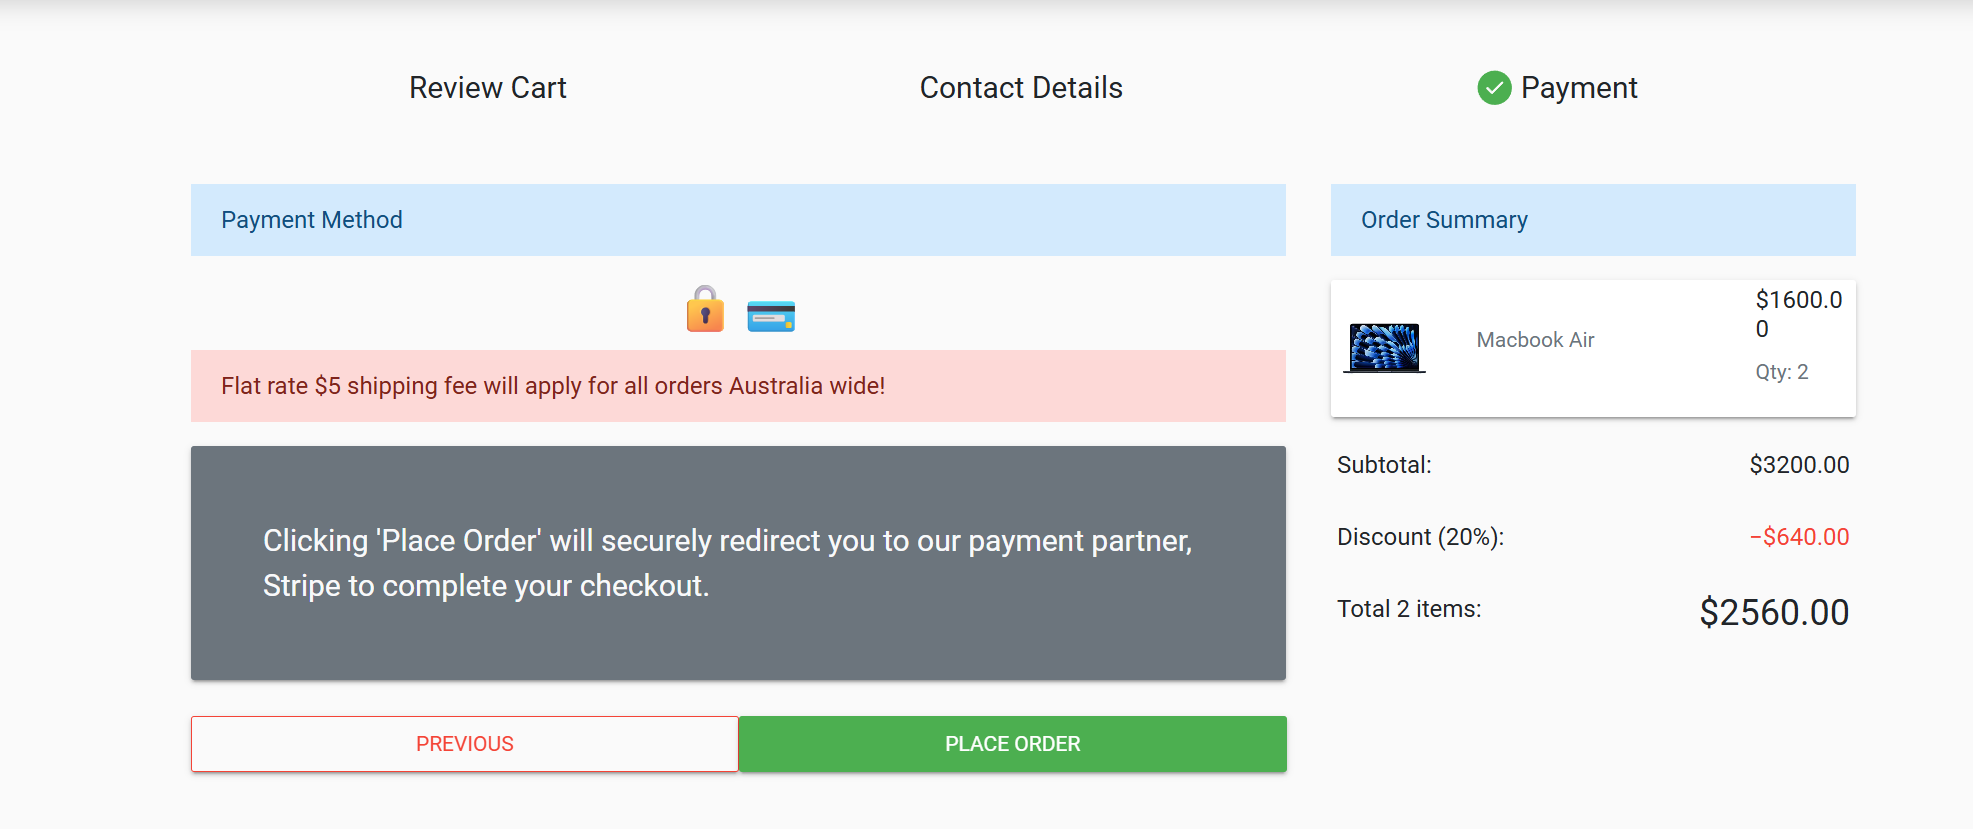 Review Cart
Contact Details
Payment
Payment Method
Flat rate $5 shipping fee will apply for all orders Australia wide!
Clicking 'Place Order' will securely redirect you to our payment partner,
Stripe to complete your checkout.
PREVIOUS
PLACE ORDER
Order Summary
Macbook Air
$1600.0
0
Qty: 2
Subtotal: $3200.00
Discount (20%): −$640.00
Total 2 items: $2560.00